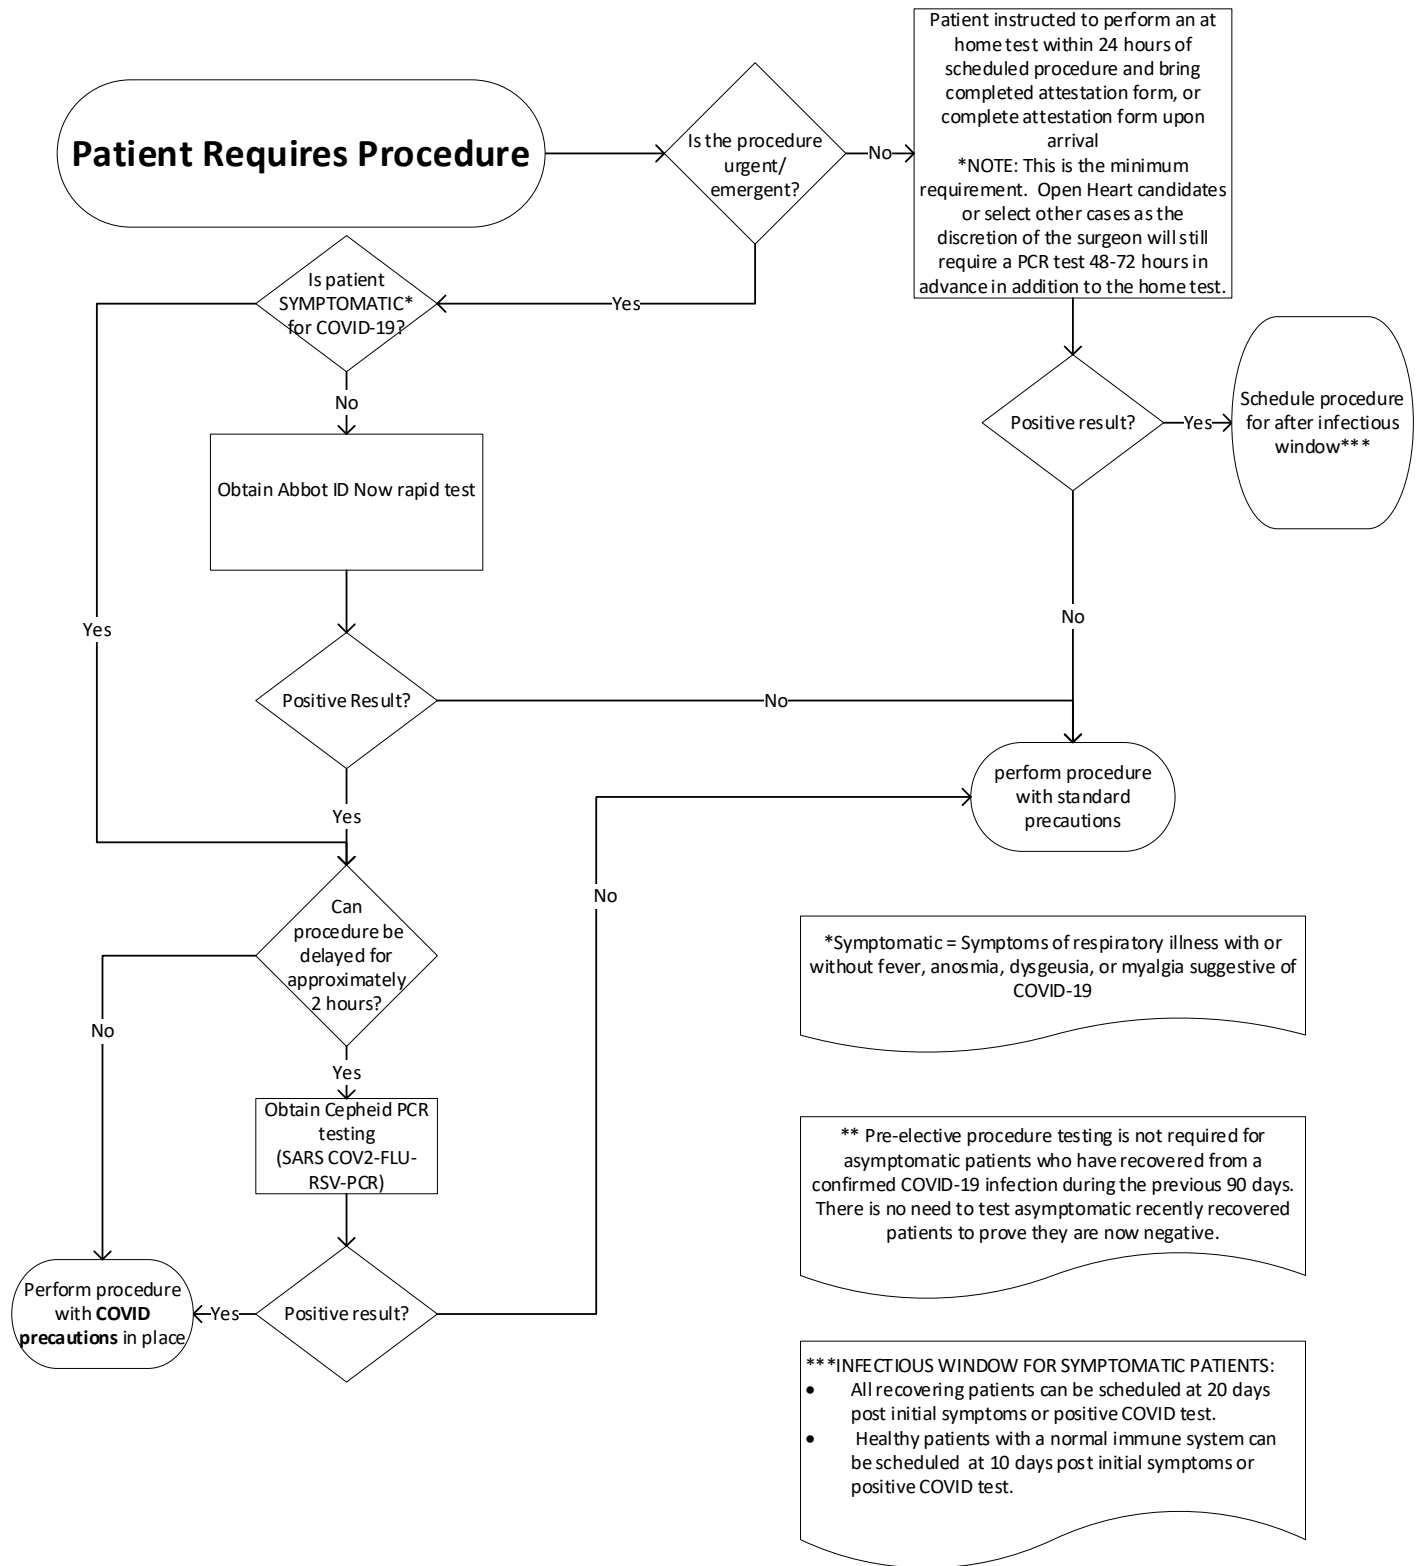 Patient Requires Procedure
Is the procedure
urgent/
emergent?
No
Patient instructed to perform an at
home test within 24 hours of
scheduled procedure and bring
completed attestation form, or
complete attestation form upon
arrival
*NOTE: This is the minimum
requirement.  Open Heart candidates
or select other cases as the
discretion of the surgeon will still
require a PCR test 48-72 hours in
advance in addition to the home test.
Yes
Is patient
SYMPTOMATIC*
for COVID-19?
No
Yes
Obtain Abbot ID Now rapid test
Positive result?
Yes
Schedule procedure
for after infectious
window***
No
Positive Result?
No
Yes
perform procedure
with standard
precautions
Can
procedure be
delayed for
approximately
2 hours?
No
Yes
Obtain Cepheid PCR
testing
(SARS COV2-FLU-
RSV-PCR)
Positive result?
Yes
No
Perform procedure
with COVID
precautions in place
*Symptomatic = Symptoms of respiratory illness with or
without fever, anosmia, dysgeusia, or myalgia suggestive of
COVID-19
** Pre-elective procedure testing is not required for
asymptomatic patients who have recovered from a
confirmed COVID-19 infection during the previous 90 days.
There is no need to test asymptomatic recently recovered
patients to prove they are now negative.
***INFECTIOUS WINDOW FOR SYMPTOMATIC PATIENTS:
• All recovering patients can be scheduled at 20 days
post initial symptoms or positive COVID test.
• Healthy patients with a normal immune system can
be scheduled at 10 days post initial symptoms or
positive COVID test.